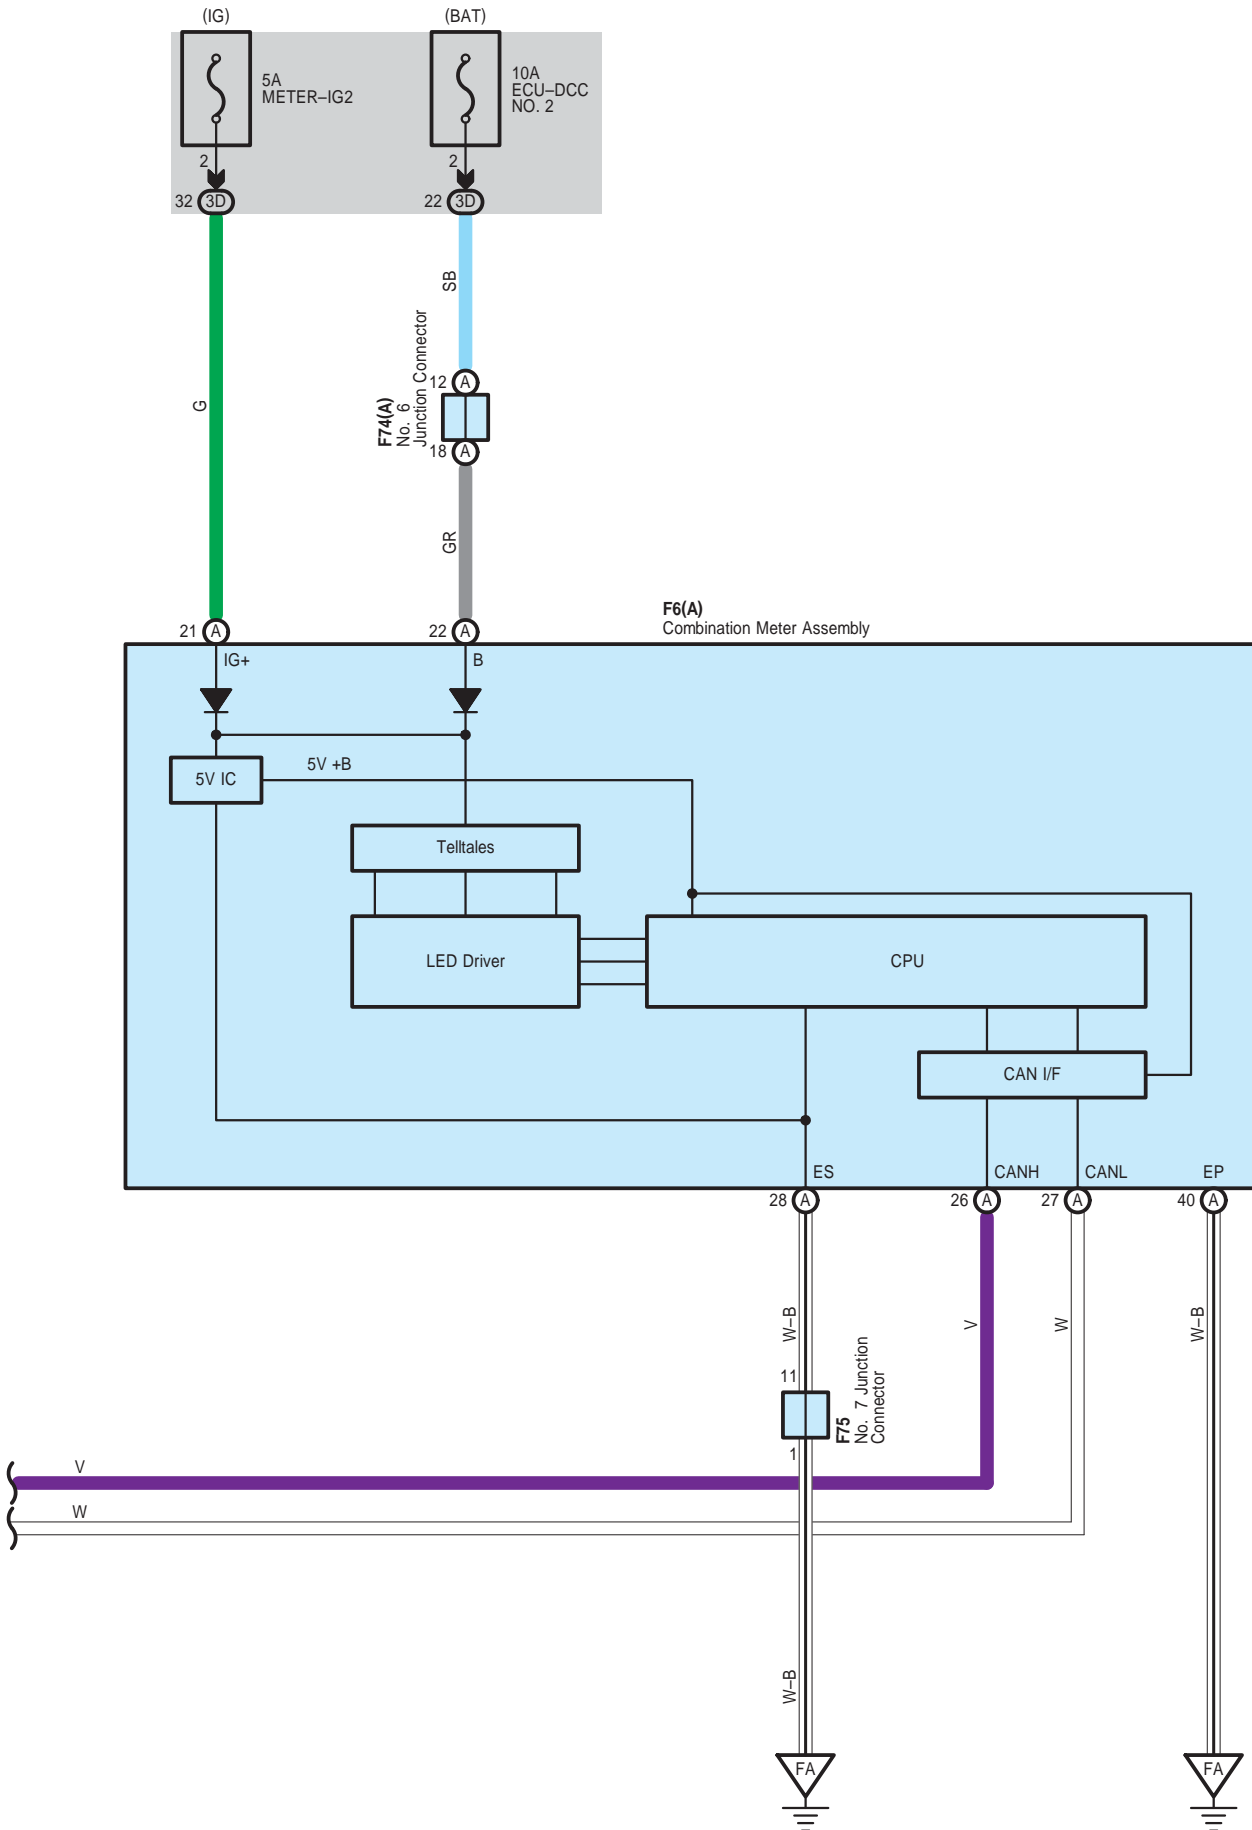 (IG)
(BAT)
5A
METER–IG2
10A
ECU–DCC
NO. 2
2
2
32
3D
22
3D
SB
G
F74(A)
No. 6
Junction Connector
12
A
18
A
GR
F6(A)
Combination Meter Assembly
21
A
22
A
IG+
B
5V IC
5V +B
Telltales
LED Driver
CPU
CAN I/F
ES
CANH
CANL
EP
28
A
26
A
27
A
40
A
W–B
V
W
W–B
11
F75
No. 7 Junction
Connector
1
V
W
W–B
FA
FA